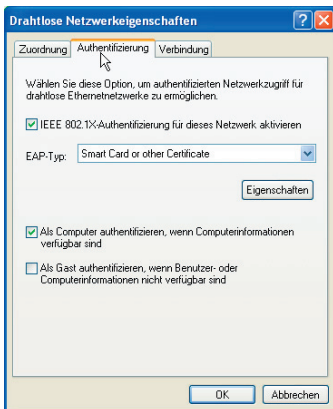 Drahtlose Netzwerkeigenschaften
Zuordnung Authentifizierung Verbindung
Wählen Sie diese Option, um authentifizierten Netzwerkzugriff für
drahtlose Ethernetnetzwerke zu ermöglichen.
IEEE 802.1X-Authentifizierung für dieses Netzwerk aktivieren
EAP-Typ: Smart Card or other Certificate
Eigenschaften
Als Computer authentifizieren, wenn Computerinformationen
verfügbar sind
Als Gast authentifizieren, wenn Benutzer- oder
Computerinformationen nicht verfügbar sind
OK Abbrechen